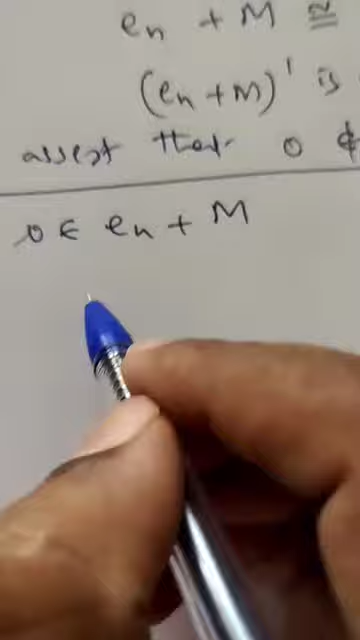 en + M ≅
(en + M)' is
assert that 0 ∉
0 ∈ en + M